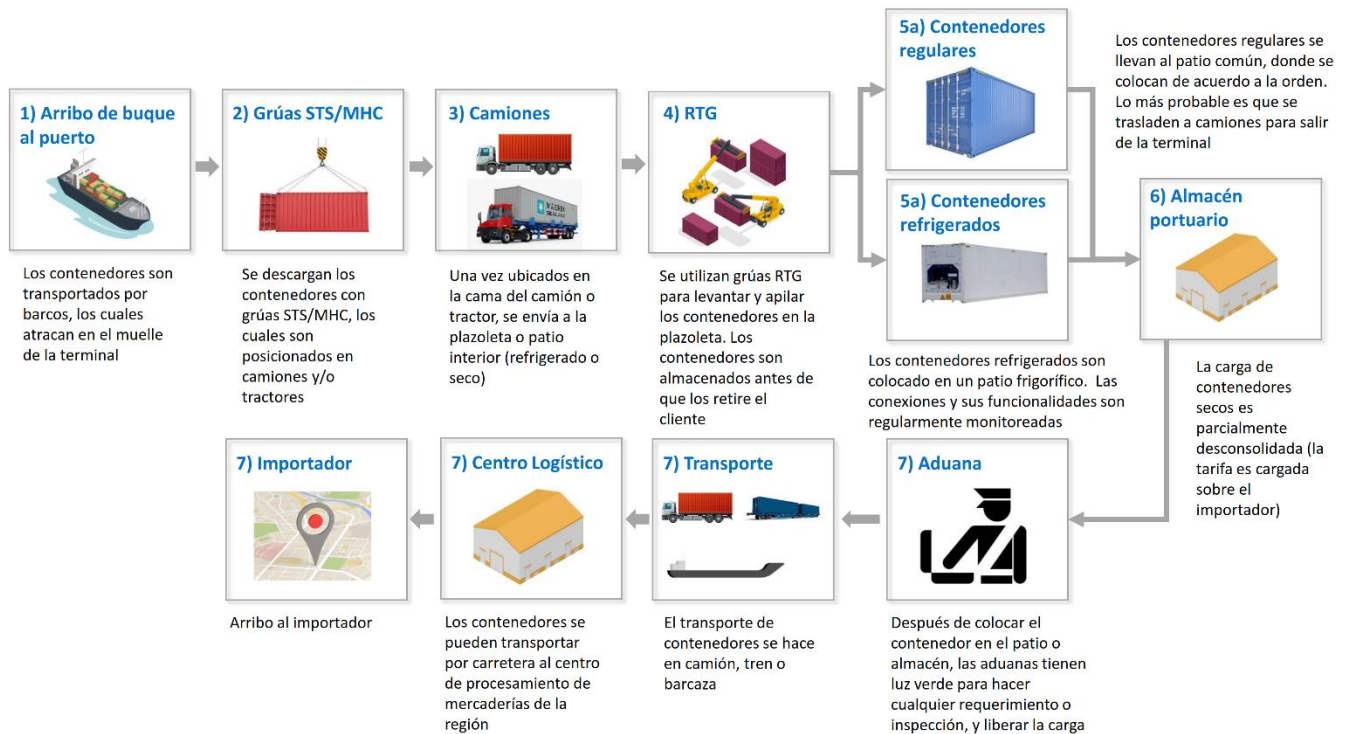 1) Arribo de buque
al puerto
Los contenedores son
transportados por
barcos, los cuales
atracan en el muelle
de la terminal
2) Grúas STS/MHC
Se descargan los
contenedores con
grúas STS/MHC, los
cuales son
posicionados en
camiones y/o
tractores
3) Camiones
Una vez ubicados en
la cama del camión o
tractor, se envía a la
plazoleta o patio
interior (refrigerado o
seco)
4) RTG
Se utilizan grúas RTG
para levantar y apilar
los contenedores en la
plazoleta. Los
contenedores son
almacenados antes de
que los retire el
cliente
5a) Contenedores
regulares
Los contenedores regulares se
llevan al patio común, donde se
colocan de acuerdo a la orden.
Lo más probable es que se
trasladen a camiones para salir
de la terminal
5a) Contenedores
refrigerados
Los contenedores refrigerados son
colocado en un patio frigorífico. Las
conexiones y sus funcionalidades son
regularmente monitoreadas
6) Almacén
portuario
La carga de
contenedores
secos es
parcialmente
desconsolidada (la
tarifa es cargada
sobre el
importador)
7) Aduana
Después de colocar el
contenedor en el patio o
almacén, las aduanas tienen
luz verde para hacer
cualquier requerimiento o
inspección, y liberar la carga
7) Transporte
El transporte de
contenedores se hace
en camión, tren o
barcaza
7) Centro Logístico
Los contenedores se
pueden transportar
por carretera al centro
de procesamiento de
mercaderías de la
región
7) Importador
Arribo al importador